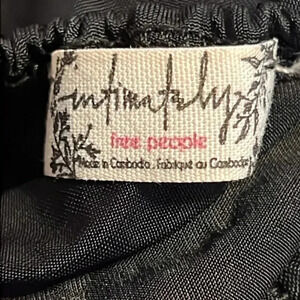 intimately
free people
Made in Cambodia . Fabriqué au Cambodge